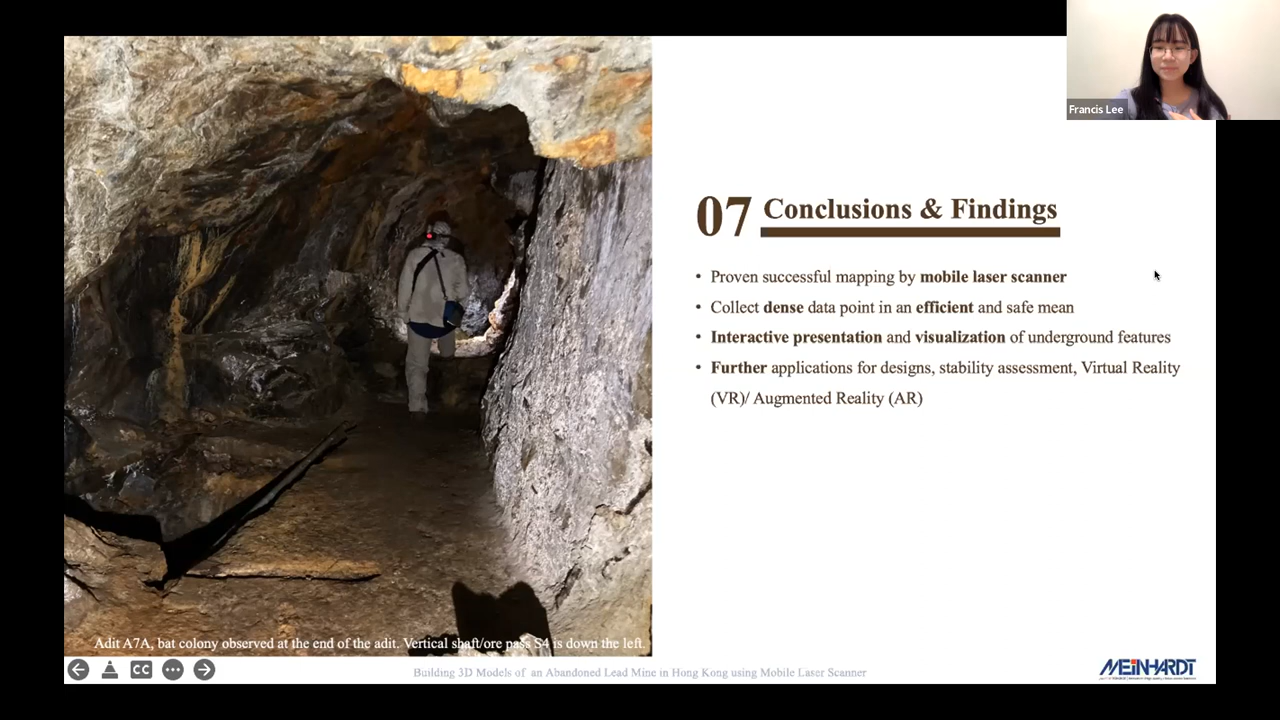 Francis Lee
07 Conclusions & Findings
• Proven successful mapping by mobile laser scanner
• Collect dense data point in an efficient and safe mean
• Interactive presentation and visualization of underground features
• Further applications for designs, stability assessment, Virtual Reality
(VR)/ Augmented Reality (AR)
Adit A7A, bat colony observed at the end of the adit. Vertical shaft/ore pass S4 is down the left.
CC
Building 3D Models of an Abandoned Lead Mine in Hong Kong using Mobile Laser Scanner
MEINHARDT